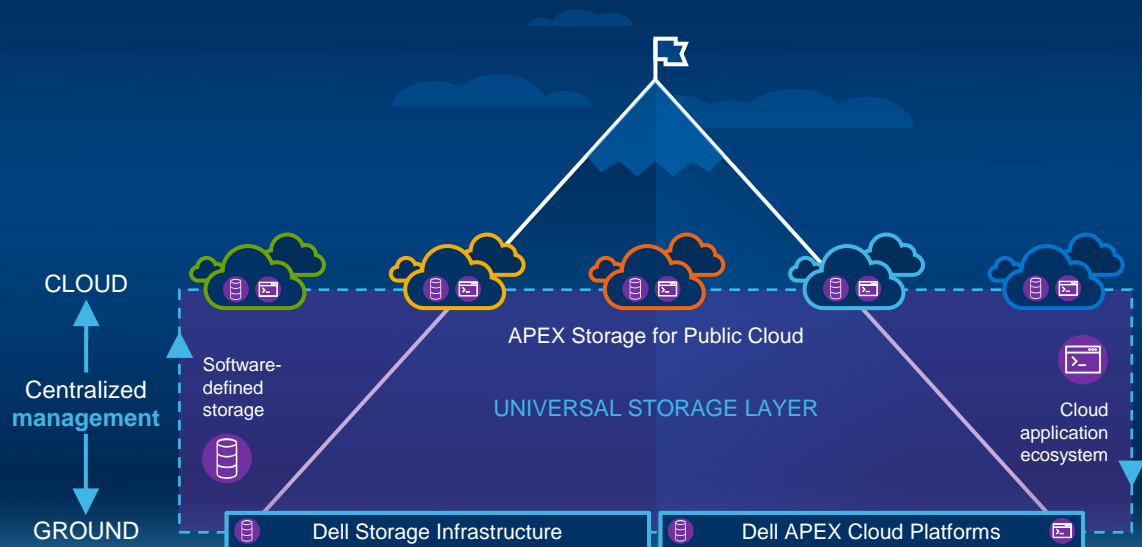 CLOUD
APEX Storage for Public Cloud
Software-
defined
storage
Centralized
management
UNIVERSAL STORAGE LAYER
Cloud
application
ecosystem
GROUND
Dell Storage Infrastructure
Dell APEX Cloud Platforms